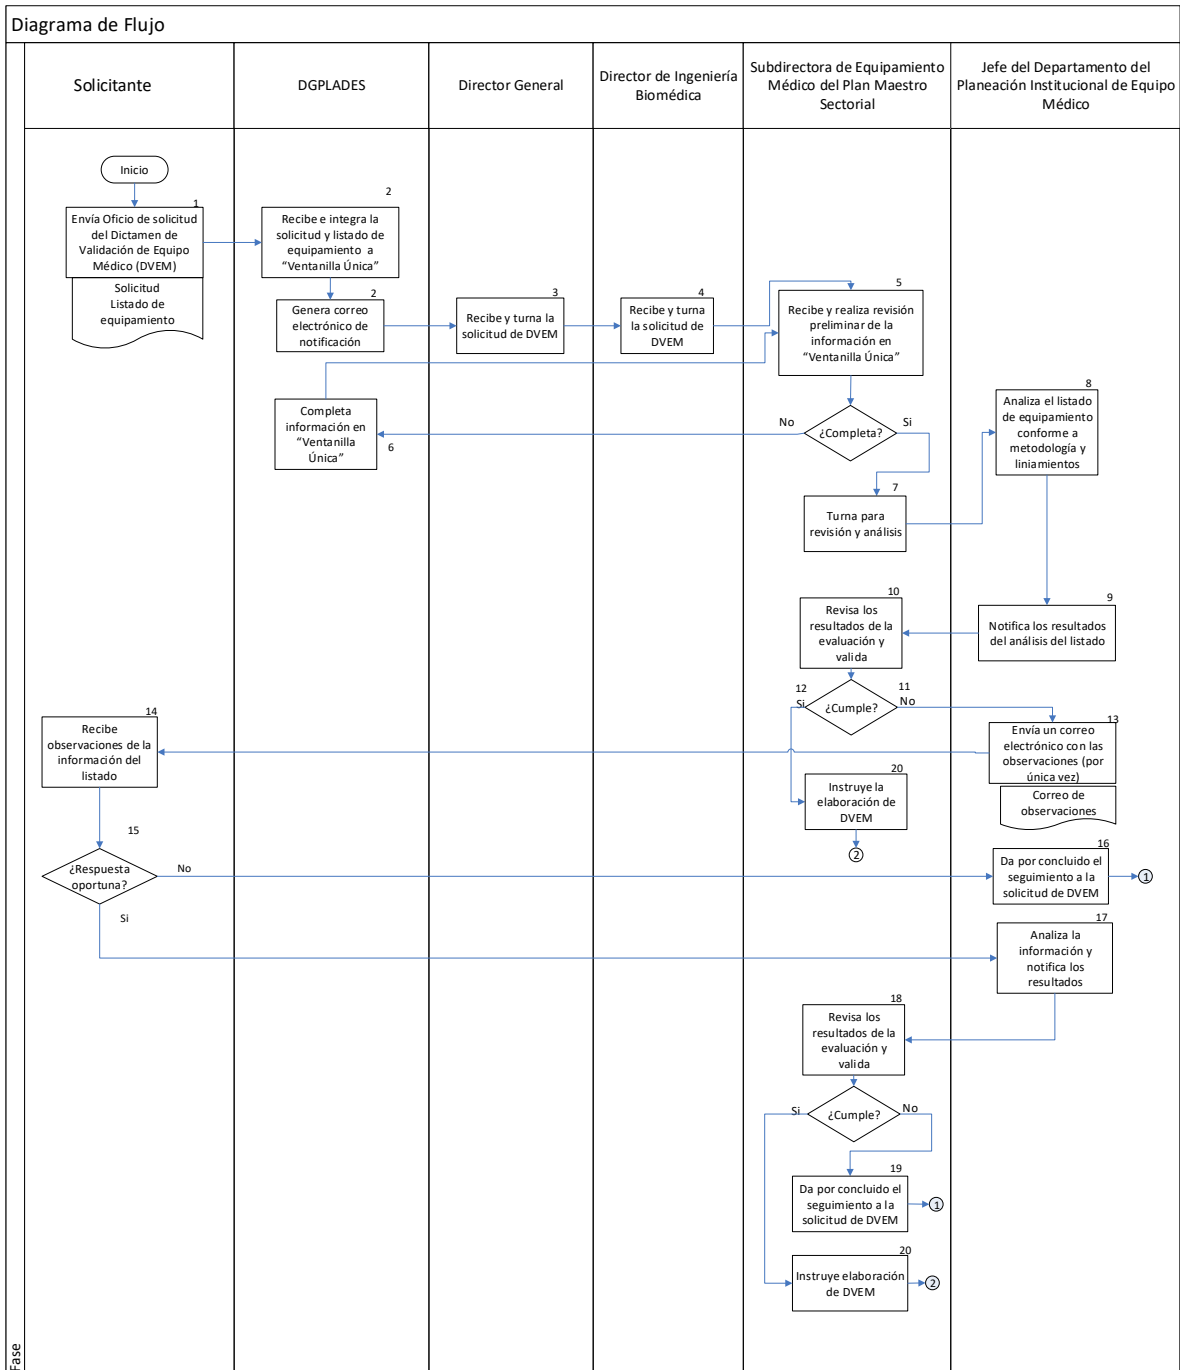 Diagrama de Flujo
Solicitante
DGPLADES
Director General
Director de Ingeniería
Biomédica
Subdirectora de Equipamiento
Médico del Plan Maestro
Sectorial
Jefe del Departamento del
Planeación Institucional de Equipo
Médico
Inicio
1
Envía Oficio de solicitud
del Dictamen de
Validación de Equipo
Médico (DVEM)
Solicitud
Listado de
equipamiento
2
Recibe e integra la
solicitud y listado de
equipamiento a
“Ventanilla Única”
2
Genera correo
electrónico de
notificación
3
Recibe y turna
la solicitud de DVEM
4
Recibe y turna
la solicitud de
DVEM
5
Recibe y realiza revisión
preliminar de la
información en
“Ventanilla Única”
¿Completa?
No
Si
Completa
información en
“Ventanilla
Única”
6
7
Turna para
revisión y análisis
8
Analiza el listado
de equipamiento
conforme a
metodología y
liniamientos
9
Notifica los resultados
del análisis del listado
10
Revisa los
resultados de la
evaluación y
valida
12
Si
¿Cumple?
11
No
13
Envía un correo
electrónico con las
observaciones (por
única vez)
Correo de
observaciones
14
Recibe
observaciones de la
información del
listado
20
Instruye la
elaboración de
DVEM
2
15
¿Respuesta
oportuna?
No
Si
16
Da por concluido el
seguimiento a la
solicitud de DVEM
1
17
Analiza la
información y
notifica los
resultados
18
Revisa los
resultados de la
evaluación y
valida
Si
¿Cumple?
No
19
Da por concluido el
seguimiento a la
solicitud de DVEM
1
20
Instruye elaboración
de DVEM
2
Fase